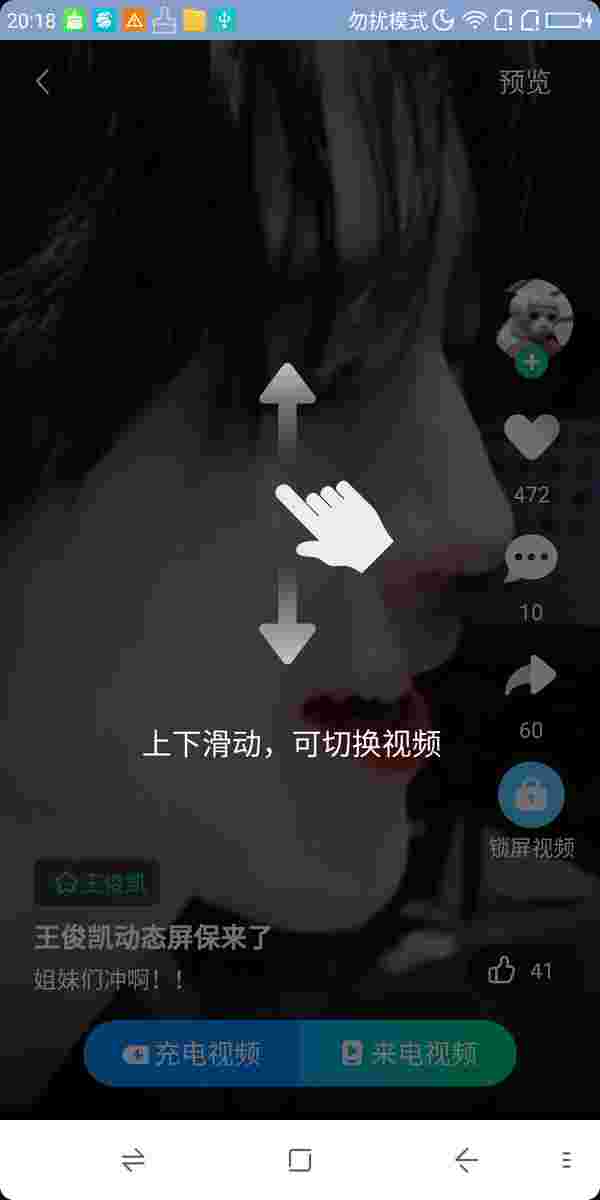 20:18
勿扰模式
预览
472
10
60
上下滑动，可切换视频
锁屏视频
王俊凯
王俊凯动态屏保来了
姐妹们冲啊！！
41
充电视频
来电视频